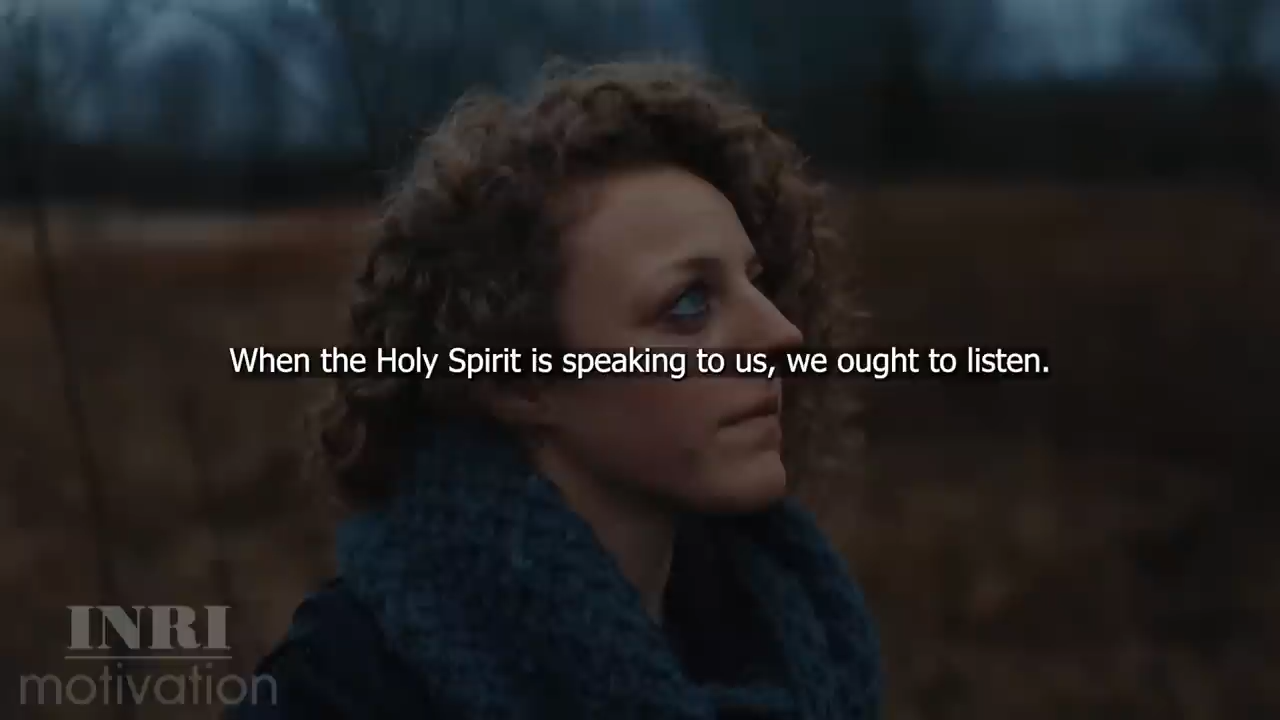 When the Holy Spirit is speaking to us, we ought to listen.
INRI
motivation